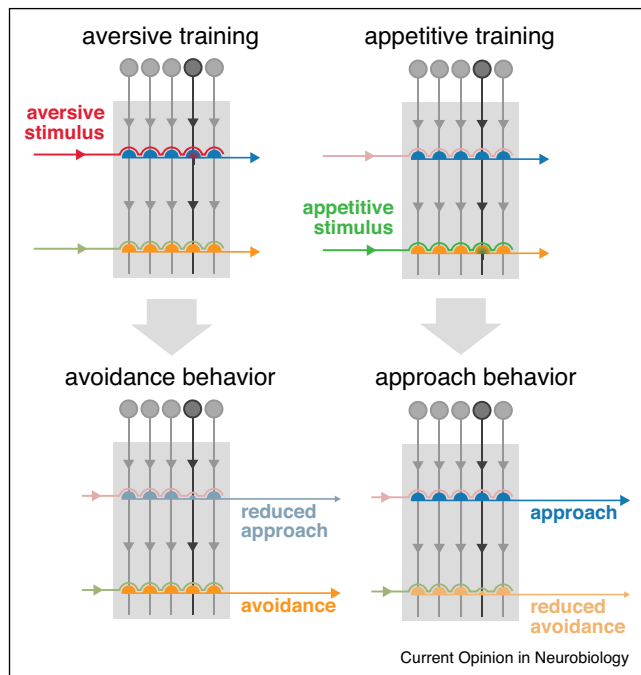 aversive training
appetitive training
aversive
stimulus
appetitive
stimulus
avoidance behavior
approach behavior
reduced
approach
avoidance
approach
reduced
avoidance
Current Opinion in Neurobiology